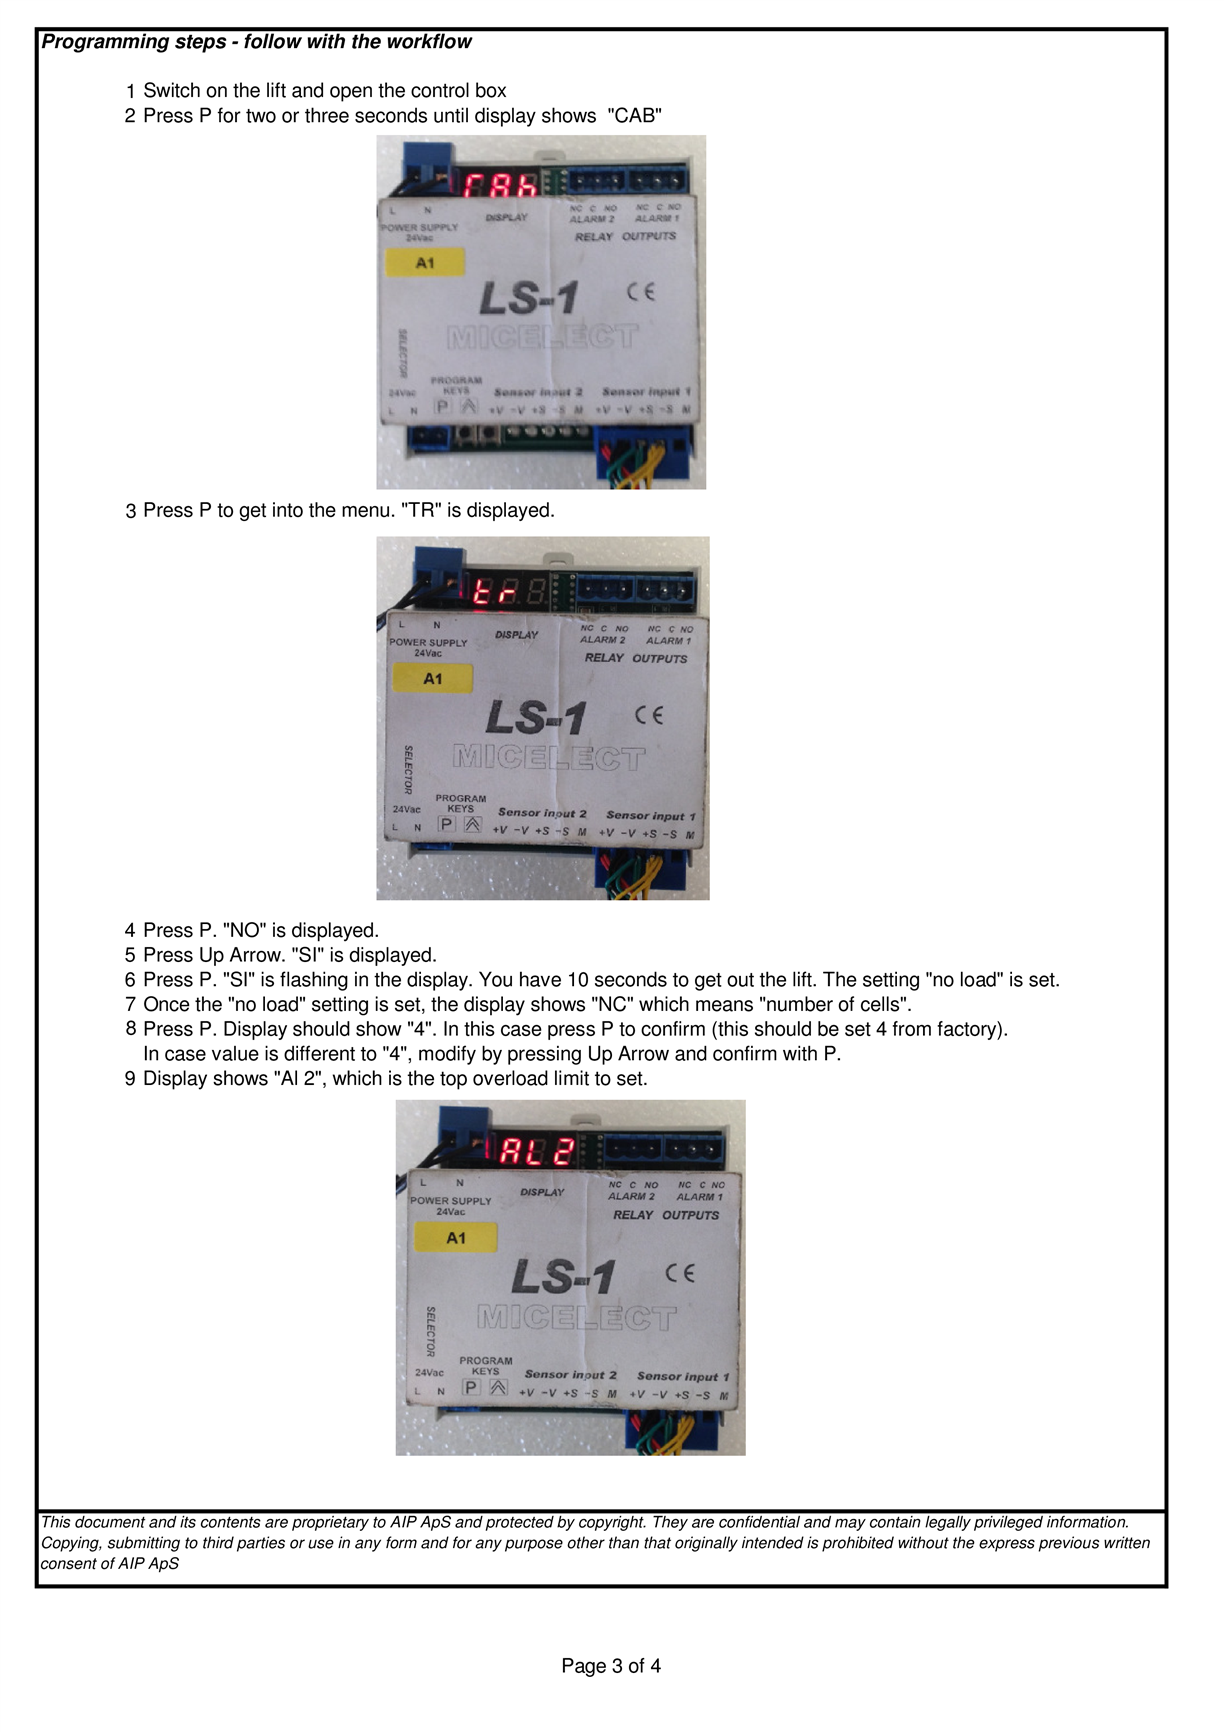 Programming steps - follow with the workflow
1 Switch on the lift and open the control box
2 Press P for two or three seconds until display shows "CAB"
L N
DISPLAY
NC C NO NC C NO
ALARM 2 ALARM 1
POWER SUPPLY
24Vac
RELAY OUTPUTS
A1
LS-1 CE
MICELECT
SELECTOR
PROGRAM
KEYS
24Vac
Sensor input 2 Sensor input 1
L N P +V -V +S -S M +V -V +S -S M
3 Press P to get into the menu. "TR" is displayed.
tr
L N
DISPLAY
NC C NO NC C NO
ALARM 2 ALARM 1
POWER SUPPLY
24Vac
RELAY OUTPUTS
A1
LS-1 CE
MICELECT
SELECTOR
PROGRAM
KEYS
24Vac
Sensor input 2 Sensor input 1
L N P +V -V +S -S M +V -V +S -S M
4 Press P. "NO" is displayed.
5 Press Up Arrow. "SI" is displayed.
6 Press P. "SI" is flashing in the display. You have 10 seconds to get out the lift. The setting "no load" is set.
7 Once the "no load" setting is set, the display shows "NC" which means "number of cells".
8 Press P. Display should show "4". In this case press P to confirm (this should be set 4 from factory).
In case value is different to "4", modify by pressing Up Arrow and confirm with P.
9 Display shows "Al 2", which is the top overload limit to set.
AL2
L N
DISPLAY
NC C NO NC C NO
ALARM 2 ALARM 1
POWER SUPPLY
24Vac
RELAY OUTPUTS
A1
LS-1 CE
MICELECT
SELECTOR
PROGRAM
KEYS
24Vac
Sensor input 2 Sensor input 1
L N P +V -V +S -S M +V -V +S -S M
This document and its contents are proprietary to AIP ApS and protected by copyright. They are confidential and may contain legally privileged information.
Copying, submitting to third parties or use in any form and for any purpose other than that originally intended is prohibited without the express previous written
consent of AIP ApS
Page 3 of 4